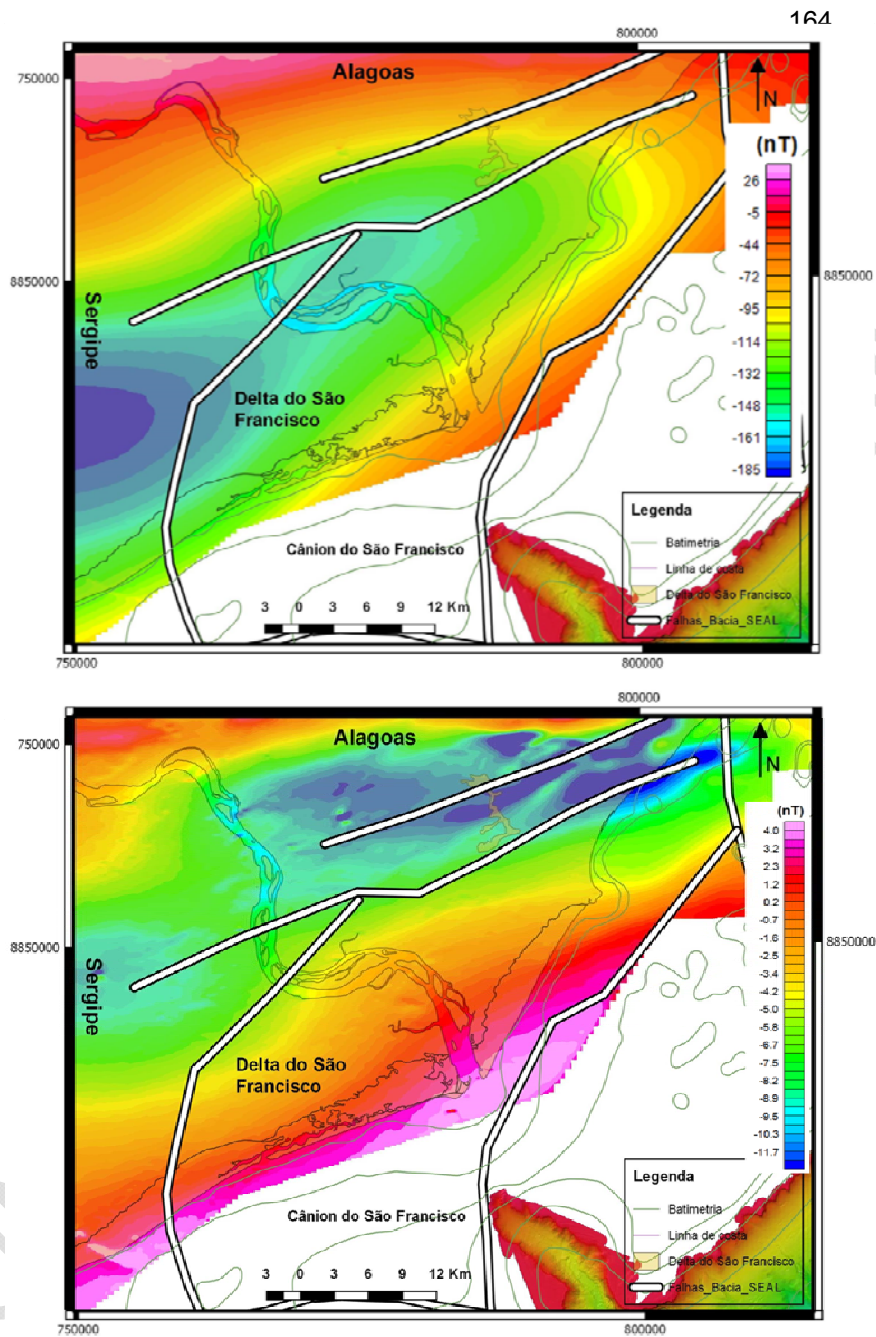 164
800000
750000
Alagoas
N
(nT)
26
-5
-44
-72
-95
-114
-132
-148
-161
-185
8850000
8850000
Sergipe
Delta do São
Francisco
Cânion do São Francisco
3 0 3 6 9 12 Km
Legenda
Batimetria
Linha de costa
Delta do São Francisco
Falhas_Bacia_SEAL
750000
800000
800000
750000
Alagoas
N
(nT)
4.0
3.2
2.3
1.2
0.2
-0.7
-1.6
-2.5
-3.4
-4.2
-5.0
-5.8
-6.7
-7.5
-8.2
-8.9
-9.5
-10.3
-11.7
8850000
8850000
Sergipe
Delta do São
Francisco
Cânion do São Francisco
3 0 3 6 9 12 Km
Legenda
Batimetria
Linha de costa
Delta do São Francisco
Falhas_Bacia_SEAL
750000
800000